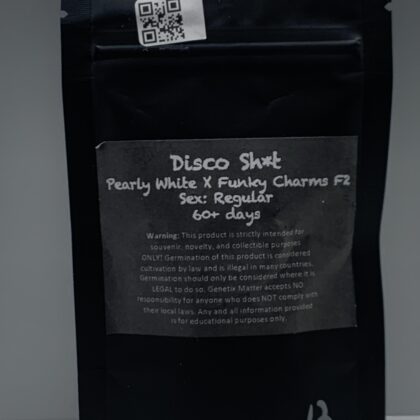 Disco Sh*t
Pearly White X Funky Charms F2
Sex: Regular
60+ days
Warning: This product is strictly intended for
souvenir, novelty, and collectible purposes
ONLY! Germination of this product is considered
cultivation by law and is illegal in many countries.
Germination should only be considered where it is
LEGAL to do so. Genetix Matter accepts NO
responsibility for anyone who does NOT comply with
their local laws. Any and all information provided
is for educational purposes only.
13